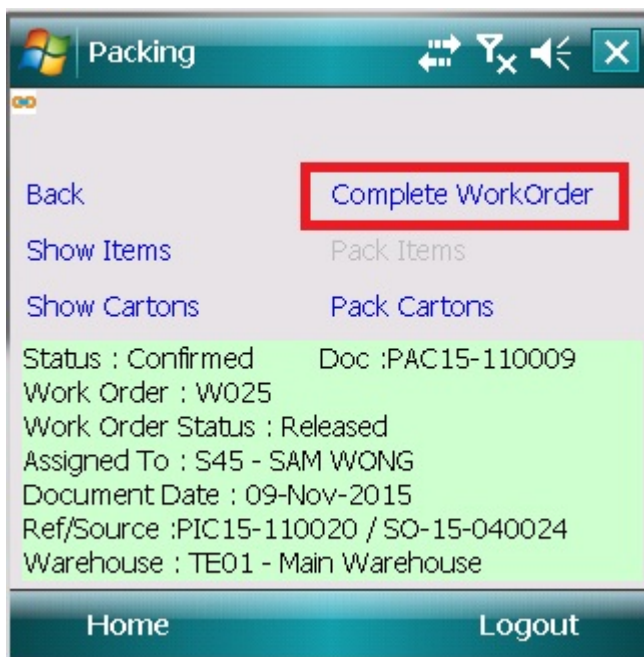 Packing
Back Complete WorkOrder
Show Items Pack Items
Show Cartons Pack Cartons
Status : Confirmed Doc :PAC15-110009
Work Order : W025
Work Order Status : Released
Assigned To : S45 - SAM WONG
Document Date : 09-Nov-2015
Ref/Source :PIC15-110020 / SO-15-040024
Warehouse : TE01 - Main Warehouse
Home Logout